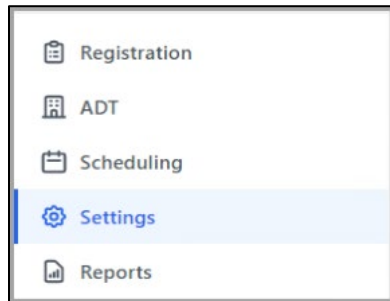 Registration
ADT
Scheduling
Settings
Reports